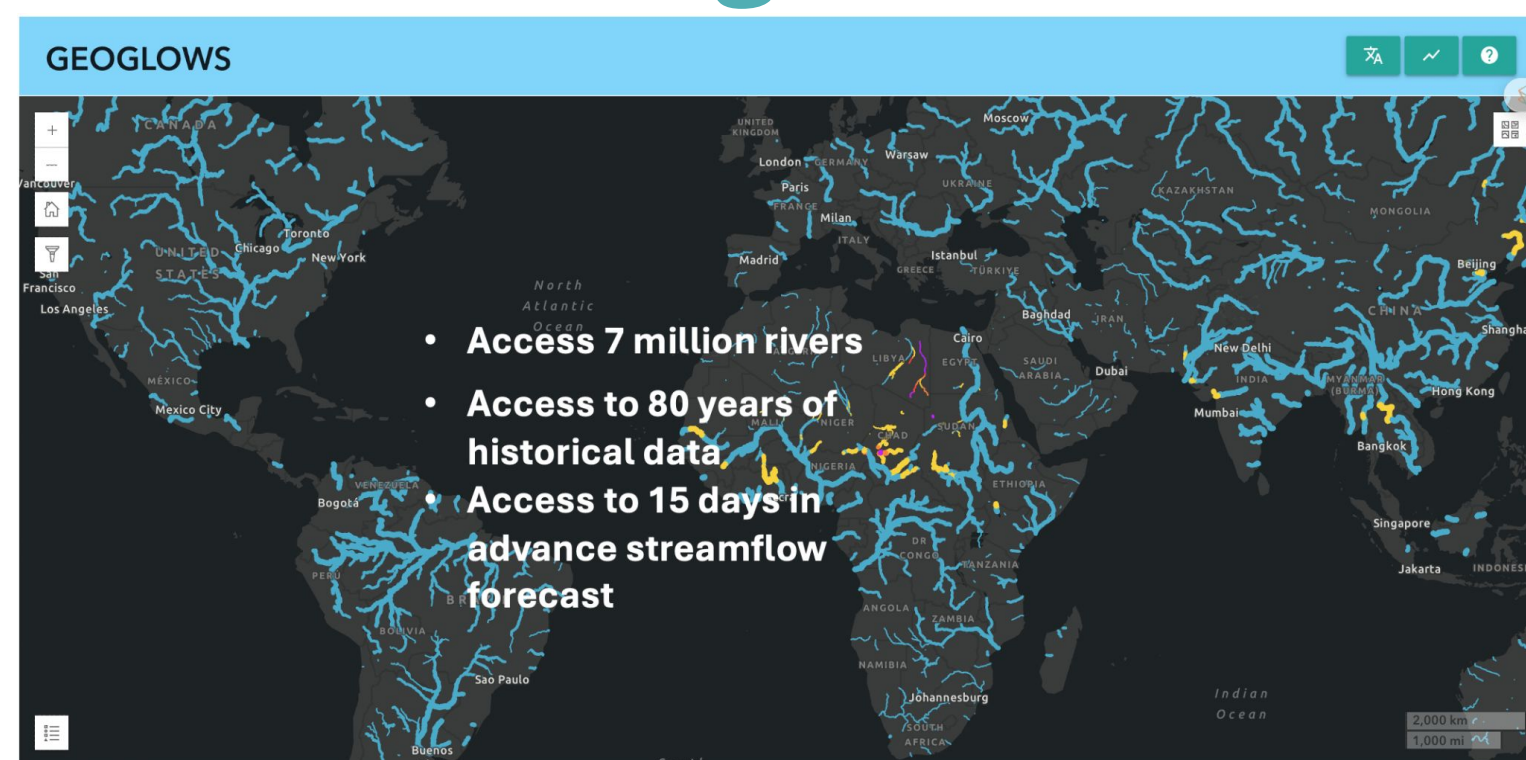 GEOGLOWS
CANADA
UNITED
KINGDOM
Moscow
London
GERMANY
Warsaw
Vancouver
Paris
UKRAINE
KAZAKHSTAN
FRANCE
Milan
MONGOLIA
Toronto
ITALY
UNITED
STATES
Chicago
New York
Madrid
Istanbul
GREECE
TÜRKIYE
Beijing
San
Francisco
North
Atlantic
Ocean
Los Angeles
Baghdad
IRAN
CHINA
Shangha
• Access 7 million rivers
LIBYA
Cairo
EGYPT
SAUDI
ARABIA
Dubai
New Delhi
INDIA
MYANMAR
(BURMA)
Hong Kong
MÉXICO
Mexico City
• Access to 80 years of
historical data
MALI
NIGER
CHAD
SUDAN
Mumbai
Bangkok
NIGERIA
ETHIOPIA
VENEZUELA
Bogotá
• Access to 15 days in
advance streamflow
forecast
Singapore
DR
CONGO
TANZANIA
Jakarta
INDONES
PERU
BR
ANGOLA
ZAMBIA
BOLIVIA
NAMIBIA
Sao Paulo
Johannesburg
Indian
Ocean
SOUTH
AFRICA
2,000 km
1,000 mi
Buenos